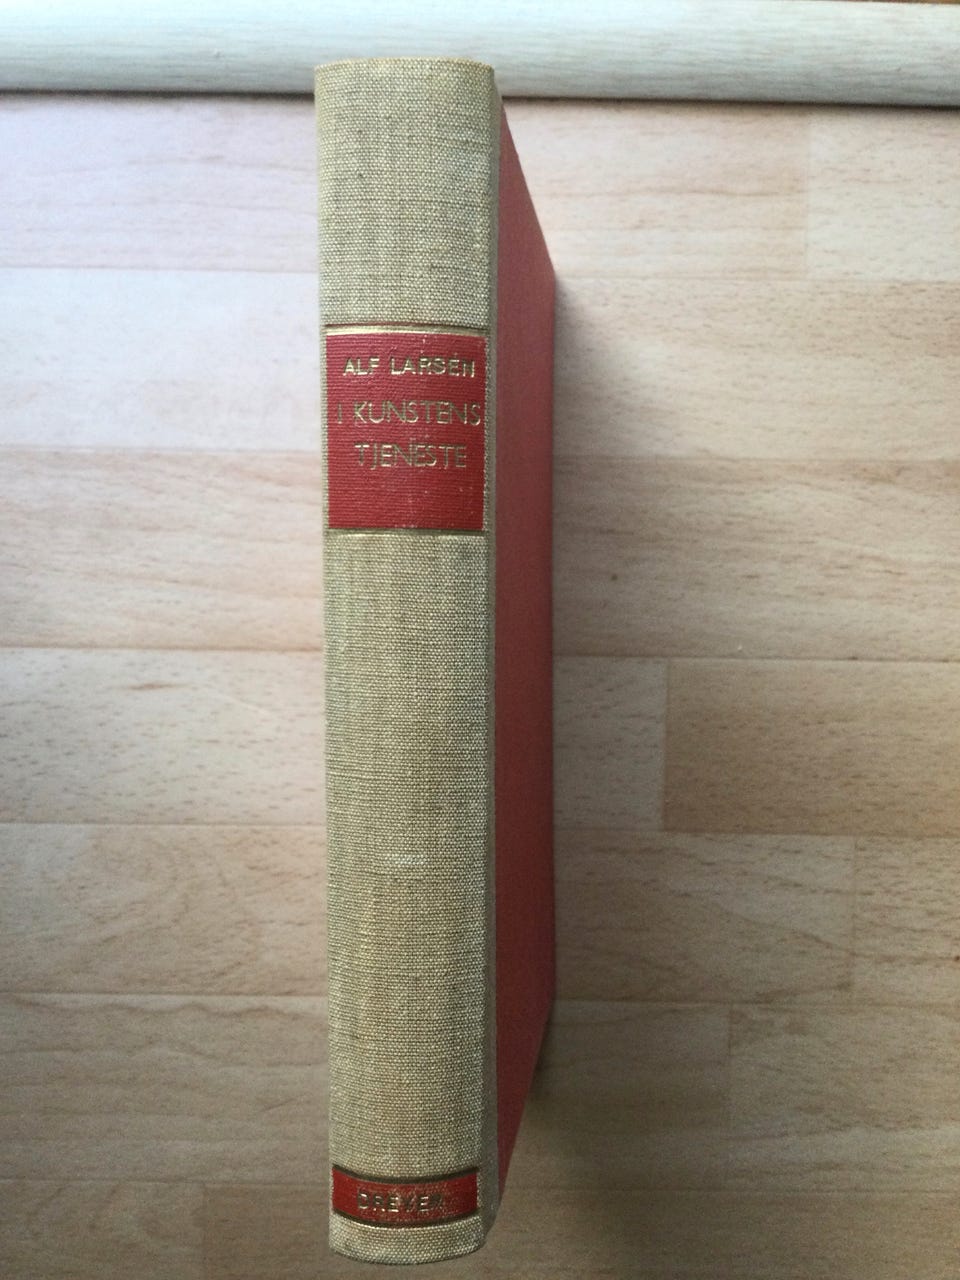 ALF LARSEN
I KUNSTENS
TJENESTE
DREYER